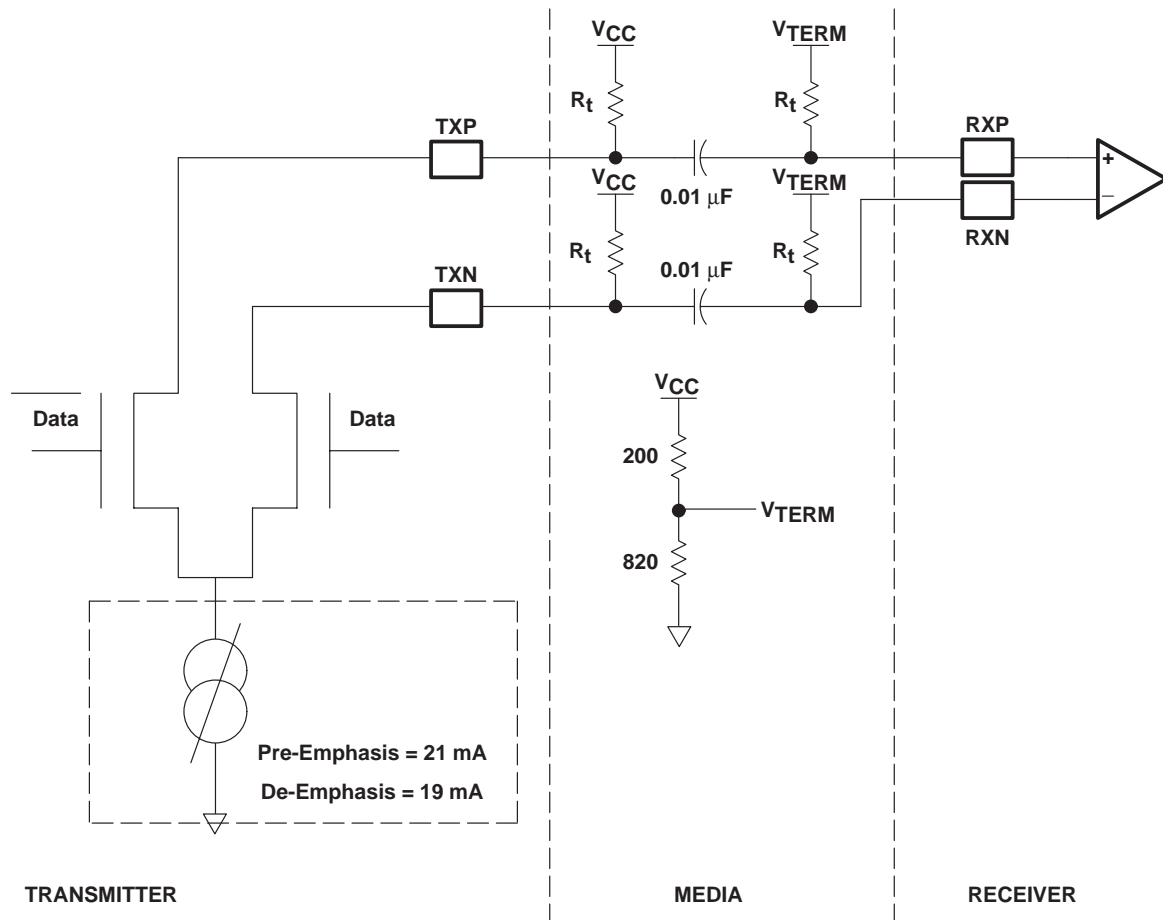 VCC VTERM
Rt Rt
TXP RXP
+
VCC VTERM
0.01 μF
−
RXN
Rt Rt
TXN 0.01 μF
VCC
Data Data
200
VTERM
820
Pre-Emphasis = 21 mA
De-Emphasis = 19 mA
TRANSMITTER MEDIA RECEIVER